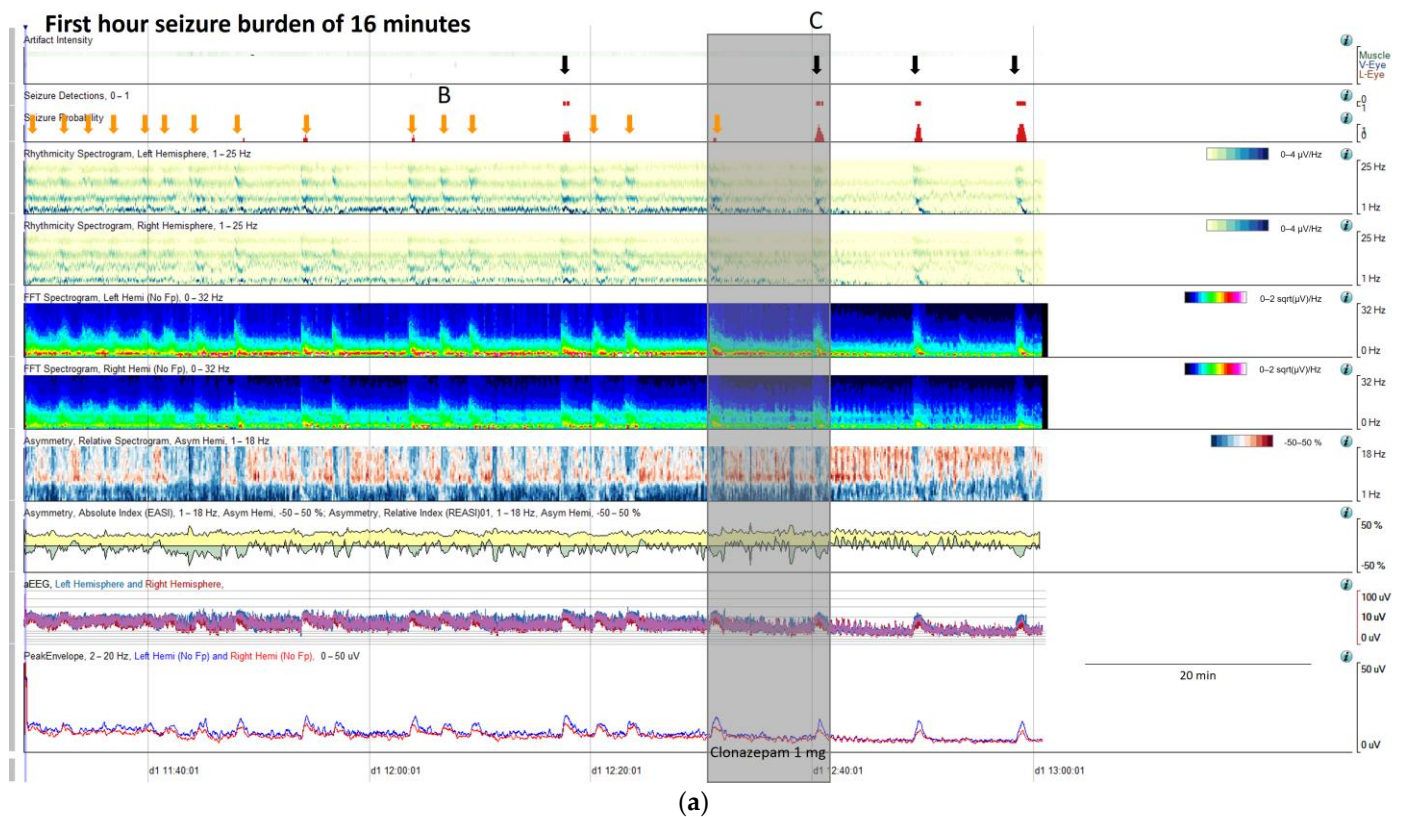 First hour seizure burden of 16 minutes
C
Artifact Intensity
Muscle
V-Eye
L-Eye
Seizure Detections, 0 – 1
B
0
1
Seizure Probability
1
0
Rhythmicity Spectrogram, Left Hemisphere, 1 – 25 Hz
0–4 µV/Hz
25 Hz
1 Hz
Rhythmicity Spectrogram, Right Hemisphere, 1 – 25 Hz
0–4 µV/Hz
25 Hz
1 Hz
FFT Spectrogram, Left Hemi (No Fp), 0 – 32 Hz
0–2 sqrt(µV)/Hz
32 Hz
0 Hz
FFT Spectrogram, Right Hemi (No Fp), 0 – 32 Hz
0–2 sqrt(µV)/Hz
32 Hz
0 Hz
Asymmetry, Relative Spectrogram, Asym Hemi, 1 – 18 Hz
-50–50 %
18 Hz
1 Hz
Asymmetry, Absolute Index (EASI), 1 – 18 Hz, Asym Hemi, -50 – 50 %; Asymmetry, Relative Index (REASI)01, 1 – 18 Hz, Asym Hemi, -50 – 50 %
50 %
-50 %
aEEG, Left Hemisphere and Right Hemisphere,
100 uV
10 uV
0 uV
PeakEnvelope, 2 – 20 Hz, Left Hemi (No Fp) and Right Hemi (No Fp), 0 – 50 uV
50 uV
20 min
0 uV
Clonazepam 1 mg
d1 11:40:01 d1 12:00:01 d1 12:20:01 d1 12:40:01 d1 13:00:01
(a)